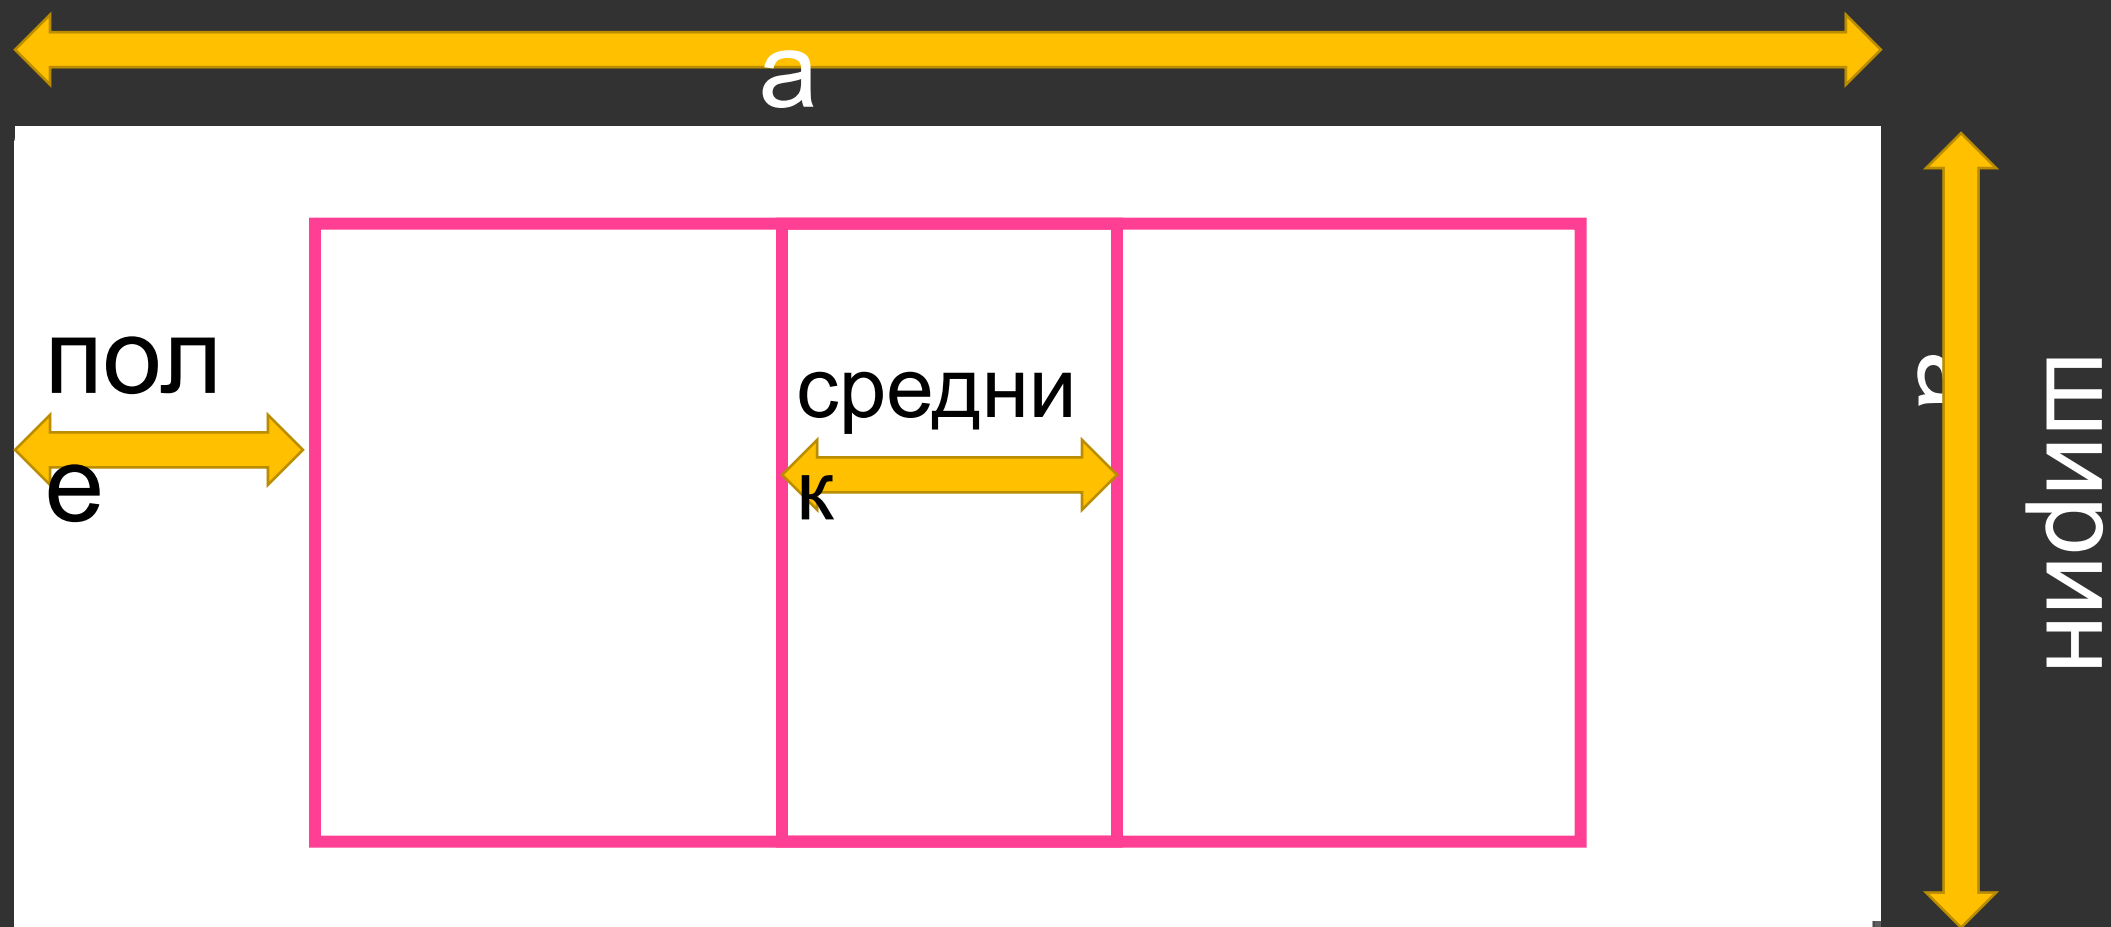 а
пол
е
средни
к
а
ширин